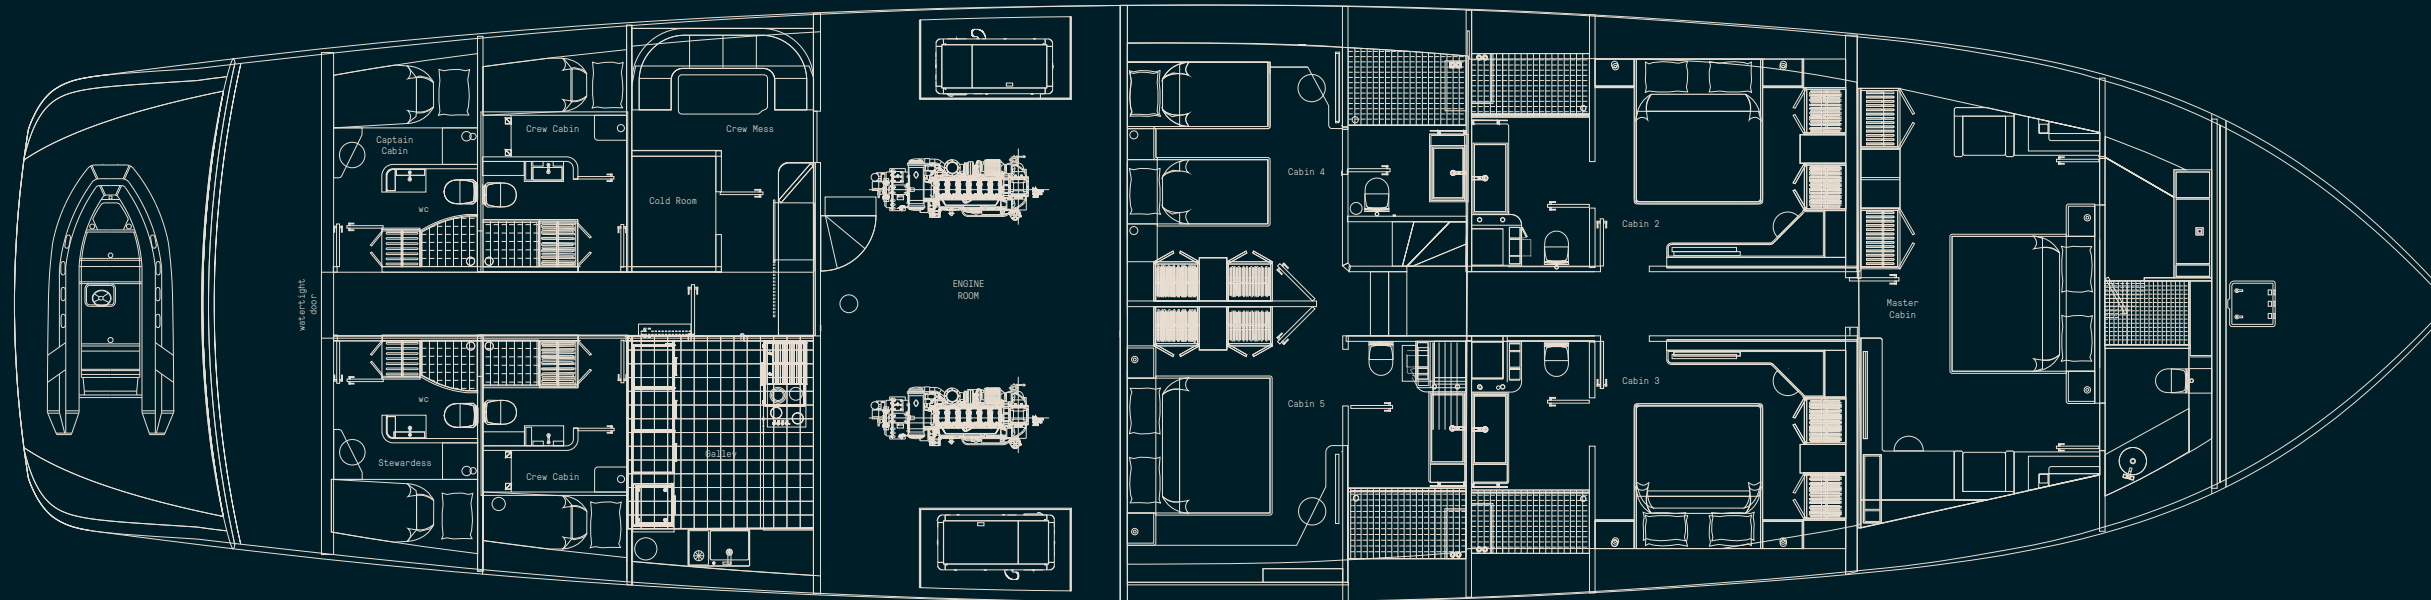 Captain
Cabin
Crew Cabin
Crew Mess
Cold Room
wc
watertight
door
ENGINE
ROOM
Cabin 4
Cabin 2
Master
Cabin
wc
Stewardess
Crew Cabin
Galley
Cabin 5
Cabin 3